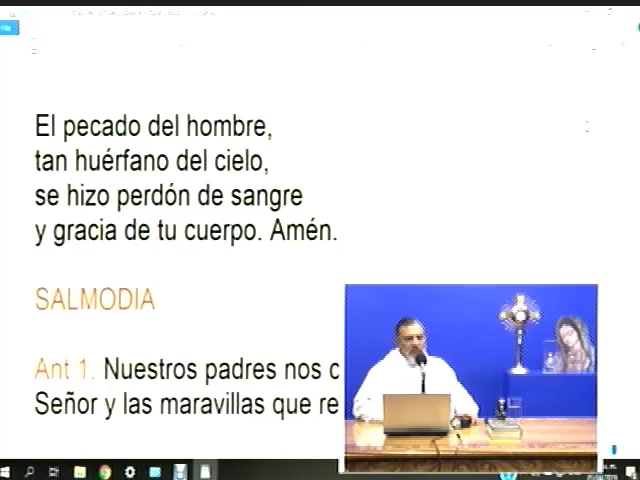 El pecado del hombre,
tan huérfano del cielo,
se hizo perdón de sangre
y gracia de tu cuerpo. Amén.
SALMODIA
Ant 1. Nuestros padres nos c
Señor y las maravillas que re